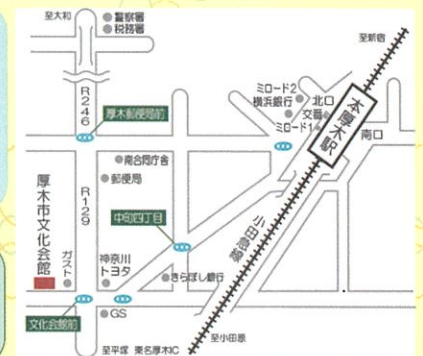 至大和
警察署
税務署
至新宿
R246
厚木郵便局前
ミロード2
横浜銀行
北口
交番
ミロード1
本厚木駅
南口
南合同庁舎
郵便局
R129
中町四丁目
小田急線
厚木市文化会館
ガスト
神奈川
トヨタ
きらぼし銀行
文化会館前
GS
至小田原
至平塚 東名厚木IC